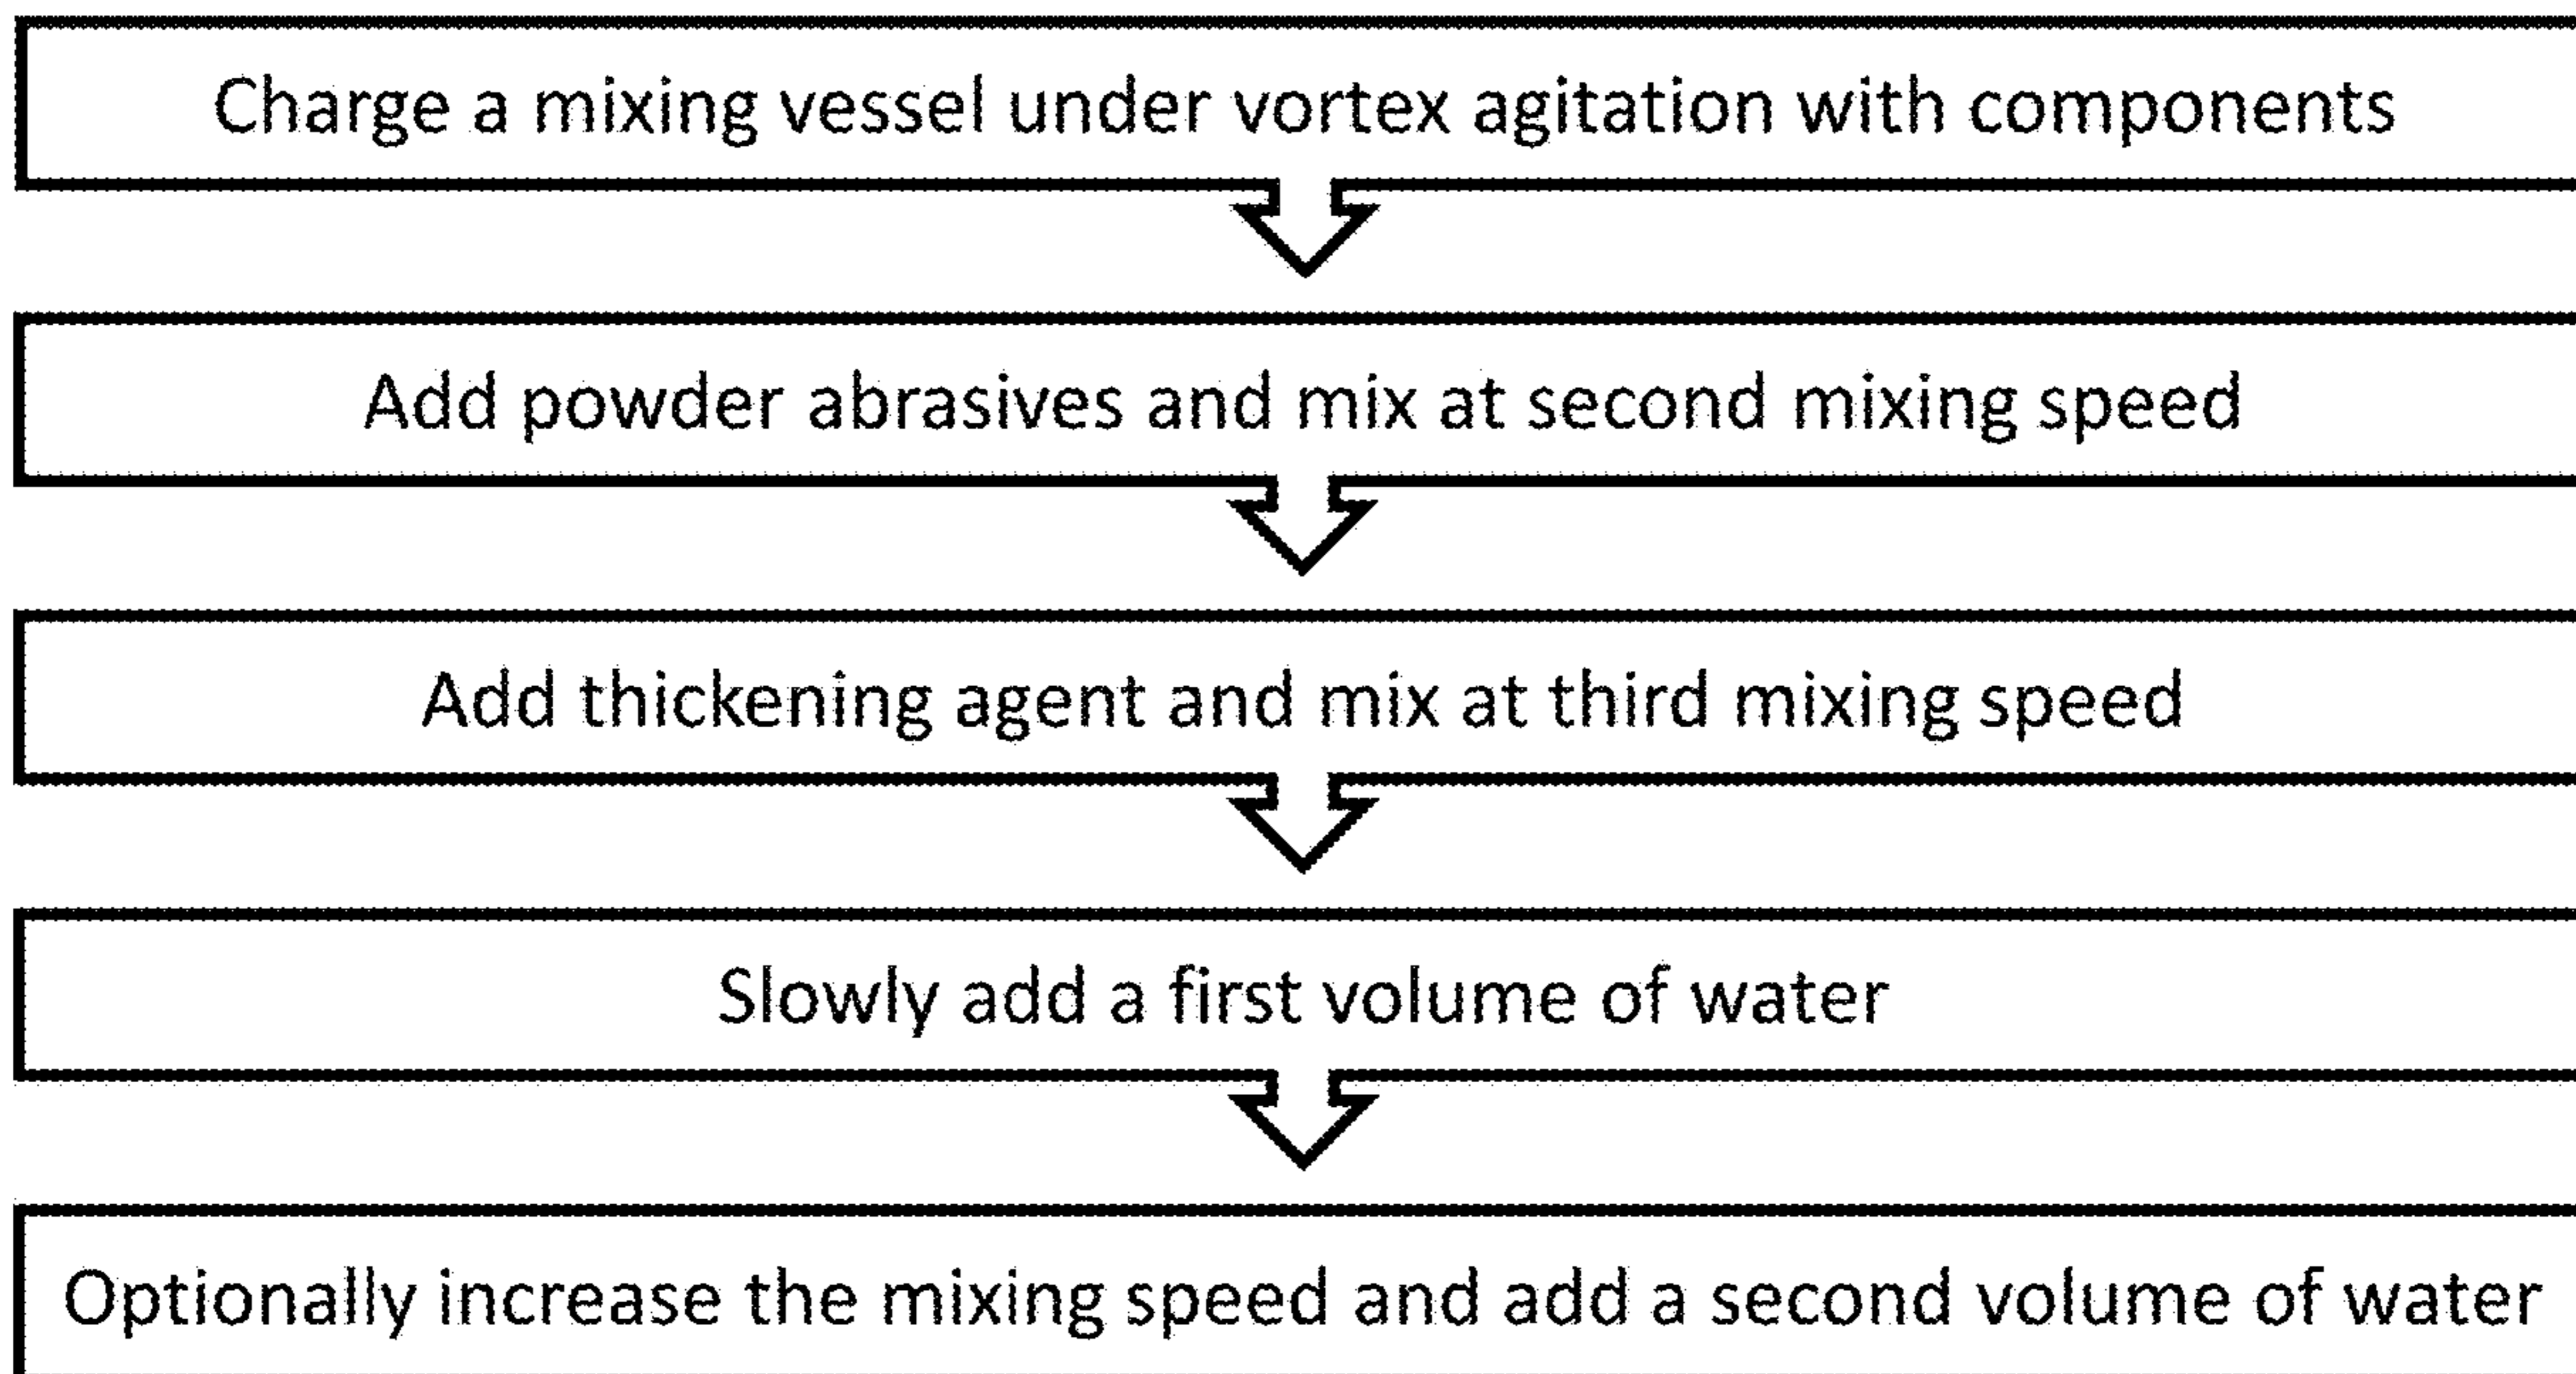 Charge a mixing vessel under vortex agitation with components
Add powder abrasives and mix at second mixing speed
Add thickening agent and mix at third mixing speed
Slowly add a first volume of water
Optionally increase the mixing speed and add a second volume of water